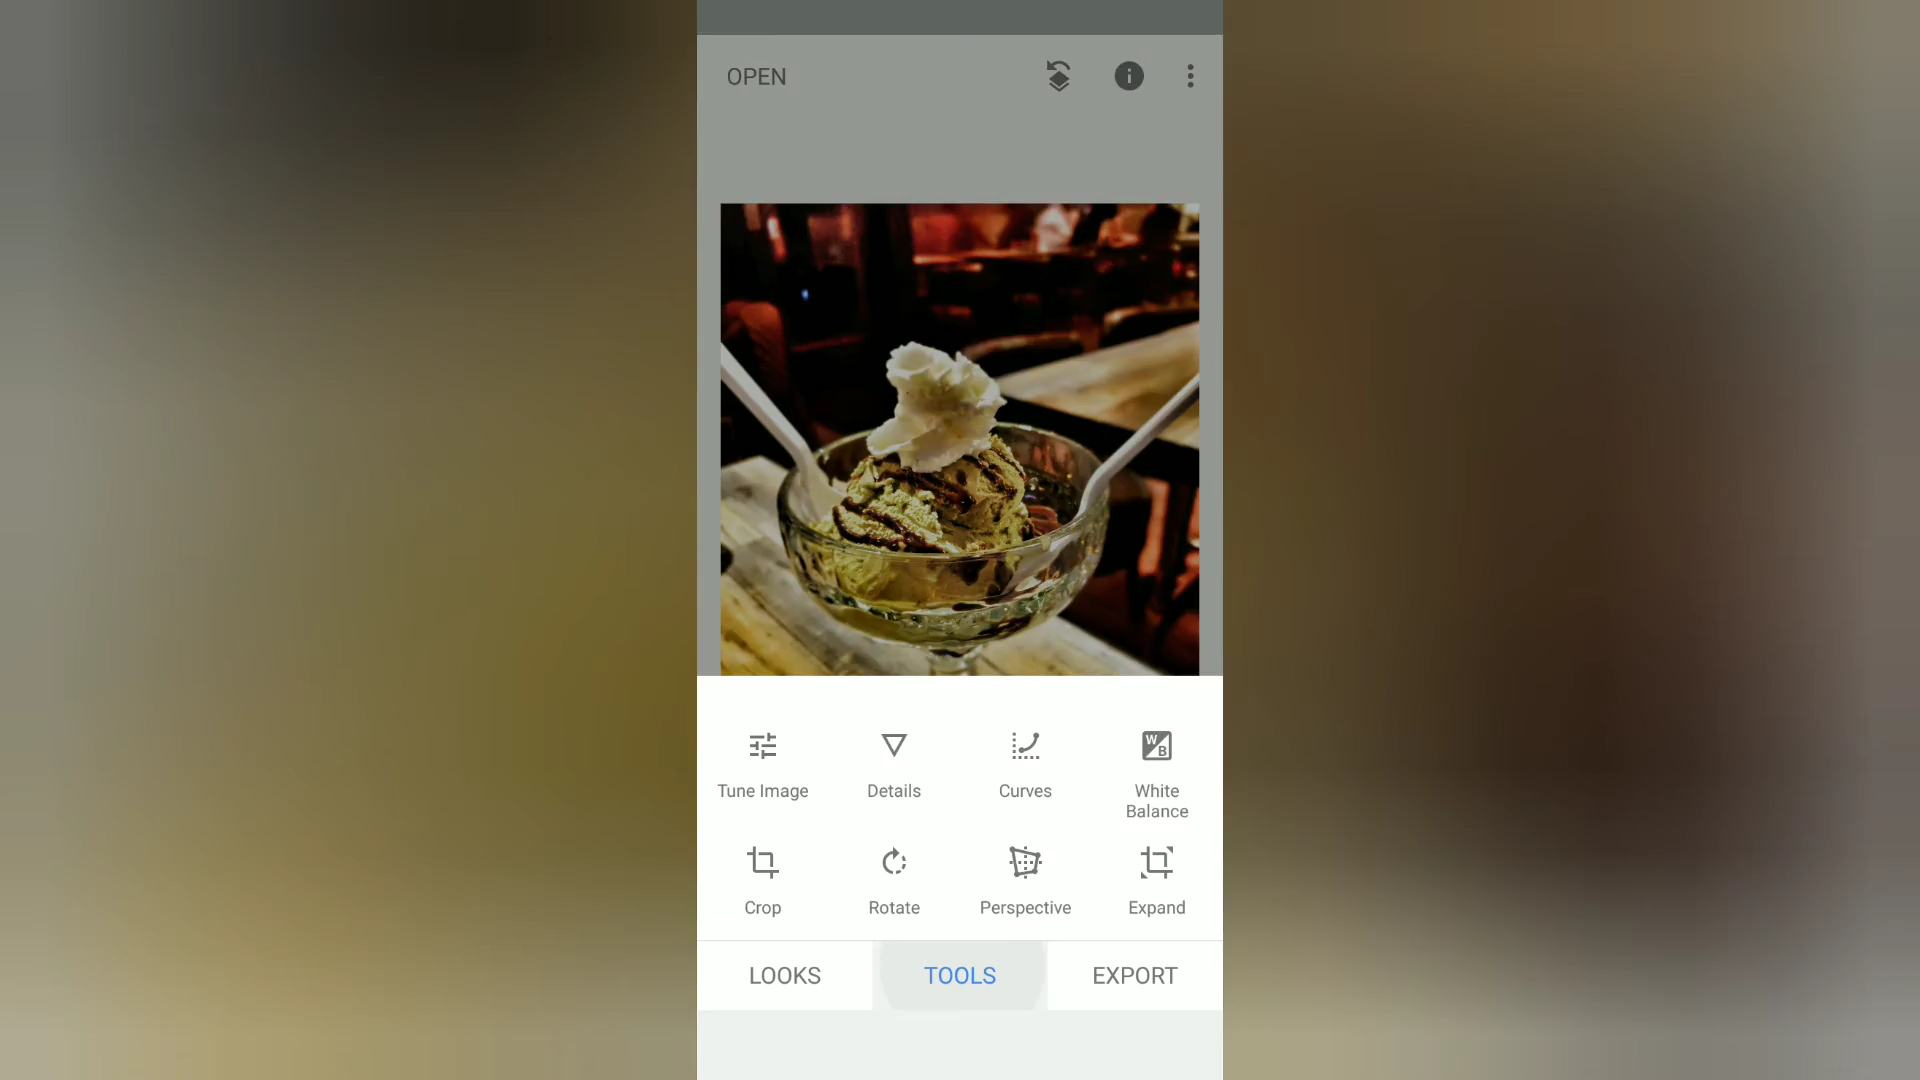 OPEN
Tune Image
Details
Curves
W
B
White
Balance
Crop
Rotate
Perspective
Expand
LOOKS
TOOLS
EXPORT